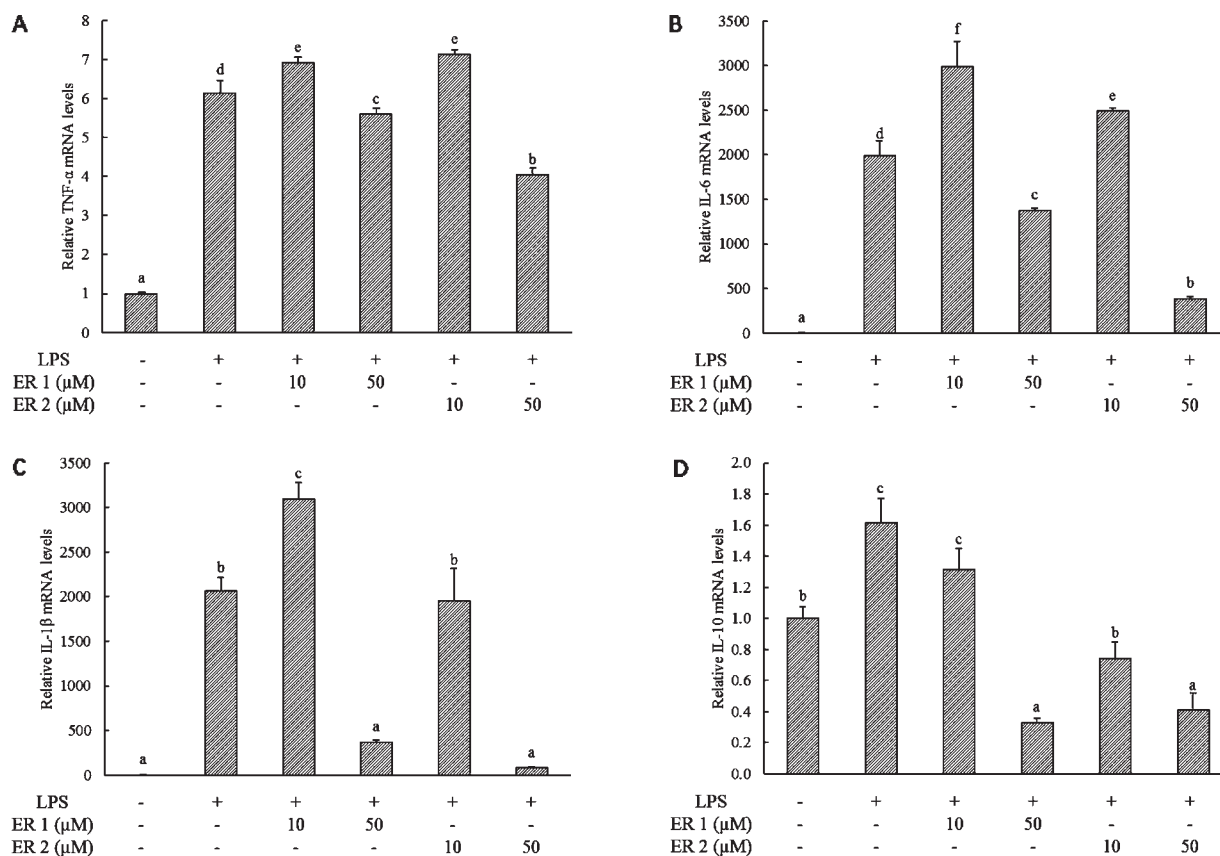 A
Relative TNF-α mRNA levels
8
7
6
5
4
3
2
1
0
a
d
e
c
e
b
LPS - + + + + +
ER 1 (μM) - - 10 50 - -
ER 2 (μM) - - - - 10 50
B
Relative IL-6 mRNA levels
3500
3000
2500
2000
1500
1000
500
0
a
d
f
c
e
b
LPS - + + + + +
ER 1 (μM) - - 10 50 - -
ER 2 (μM) - - - - 10 50
C
Relative IL-1β mRNA levels
3500
3000
2500
2000
1500
1000
500
0
a
b
c
a
b
a
LPS - + + + + +
ER 1 (μM) - - 10 50 - -
ER 2 (μM) - - - - 10 50
D
Relative IL-10 mRNA levels
2.0
1.8
1.6
1.4
1.2
1.0
0.8
0.6
0.4
0.2
0.0
b
c
c
a
b
a
LPS - + + + + +
ER 1 (μM) - - 10 50 - -
ER 2 (μM) - - - - 10 50